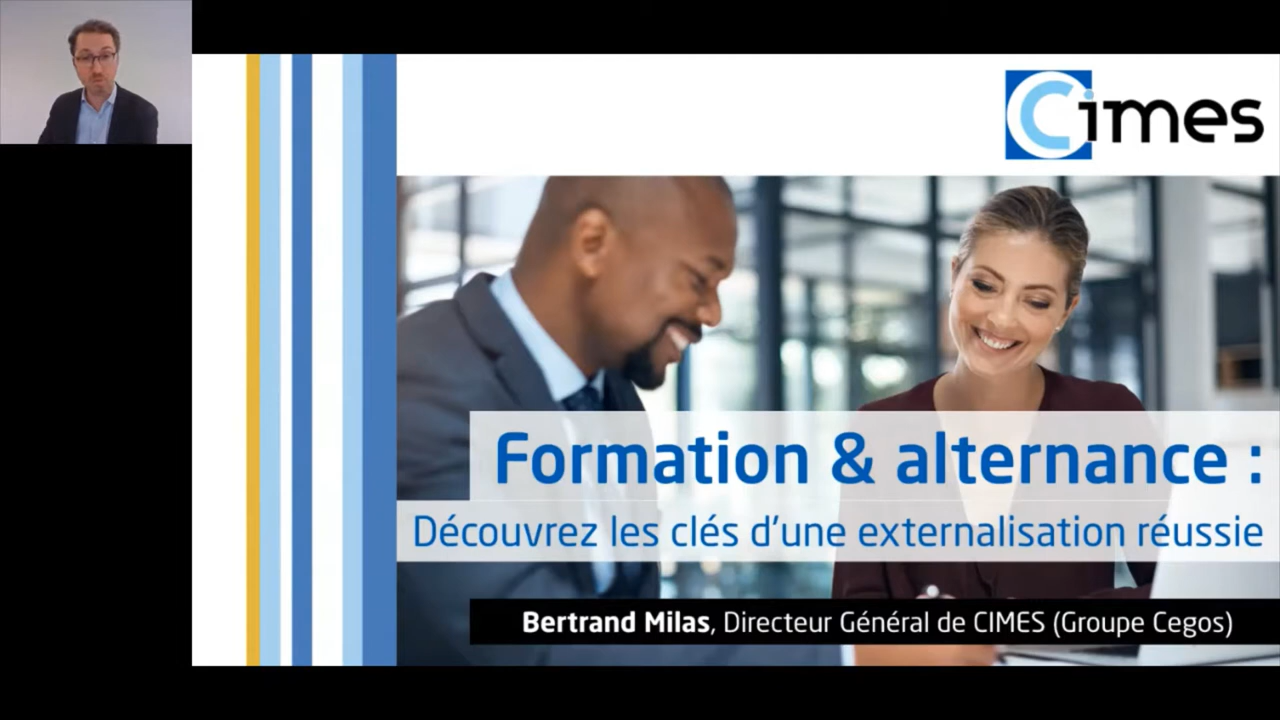 Cimes
Formation & alternance :
Découvrez les clés d'une externalisation réussie
Bertrand Milas, Directeur Général de CIMES (Groupe Cegos)